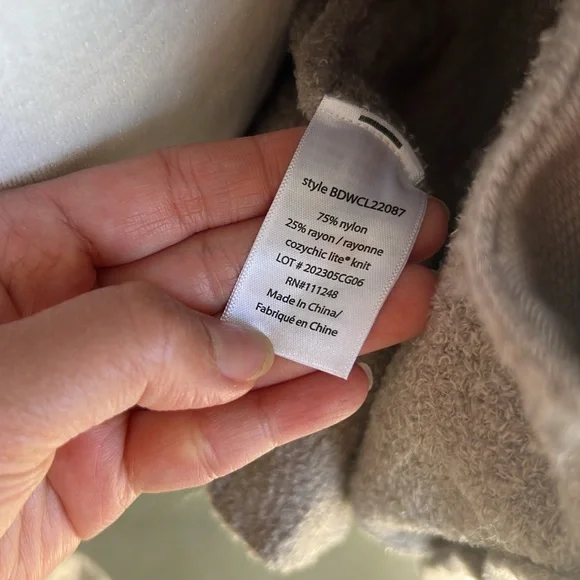 style BDWCL22087
75% nylon
25% rayon / rayonne
cozychic lite® knit
LOT # 202305CG06
RN#111248
Made In China/
Fabriqué en Chine